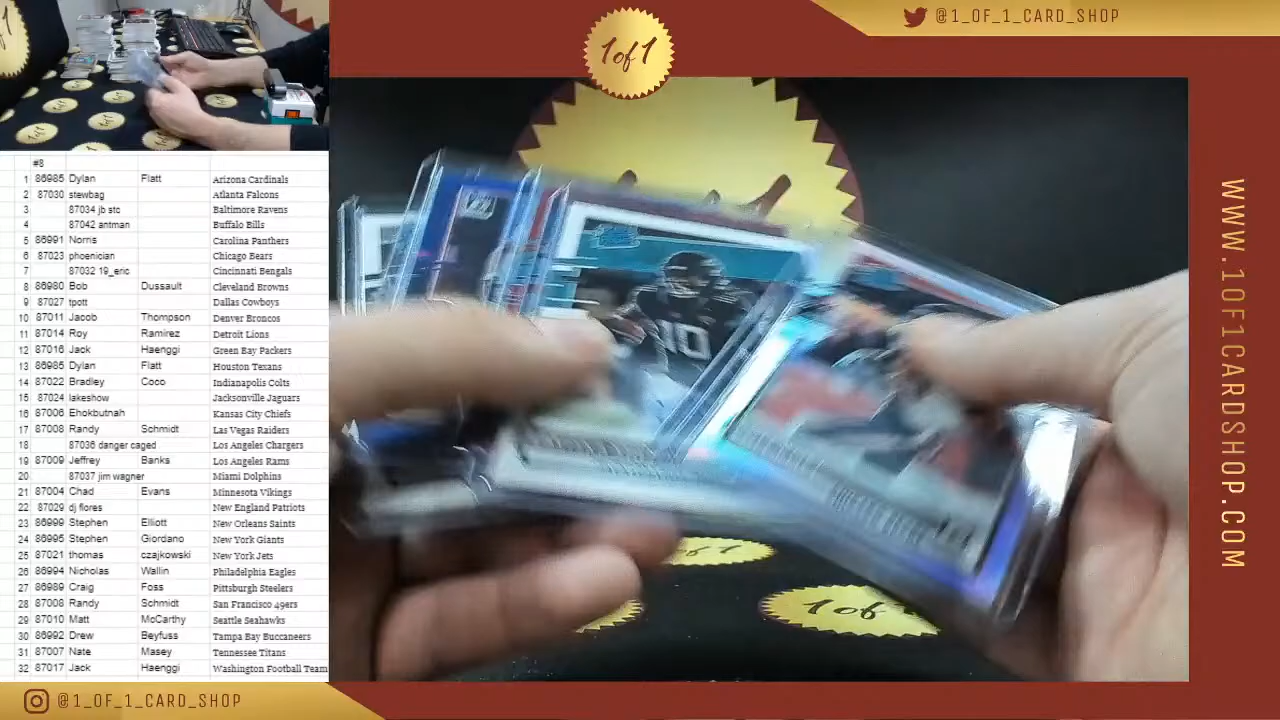 @1_OF_1_CARD_SHOP
1of1
#8
1 86985 Dylan Flatt Arizona Cardinals
2 87030 stewbag Atlanta Falcons
3 87034 jb stc Baltimore Ravens
4 87042 antman Buffalo Bills
5 86991 Norris Carolina Panthers
6 87023 phoenician Chicago Bears
7 87032 19_eric Cincinnati Bengals
8 86980 Bob Dussault Cleveland Browns
9 87027 tpott Dallas Cowboys
10 87011 Jacob Thompson Denver Broncos
11 87014 Roy Ramirez Detroit Lions
12 87016 Jack Haenggi Green Bay Packers
13 86985 Dylan Flatt Houston Texans
14 87022 Bradley Coco Indianapolis Colts
15 87024 lakeshow Jacksonville Jaguars
16 87006 Ehokbutnah Kansas City Chiefs
17 87008 Randy Schmidt Las Vegas Raiders
18 87036 danger caged Los Angeles Chargers
19 87009 Jeffrey Banks Los Angeles Rams
20 87037 jim wagner Miami Dolphins
21 87004 Chad Evans Minnesota Vikings
22 87029 dj flores New England Patriots
23 86999 Stephen Elliott New Orleans Saints
24 86995 Stephen Giordano New York Giants
25 87021 thomas czajkowski New York Jets
26 86994 Nicholas Wallin Philadelphia Eagles
27 86989 Craig Foss Pittsburgh Steelers
28 87008 Randy Schmidt San Francisco 49ers
29 87010 Matt McCarthy Seattle Seahawks
30 86992 Drew Beyfuss Tampa Bay Buccaneers
31 87007 Nate Masey Tennessee Titans
32 87017 Jack Haenggi Washington Football Team
10
1 of
WWW.1OF1CARDSHOP.COM
@1_OF_1_CARD_SHOP